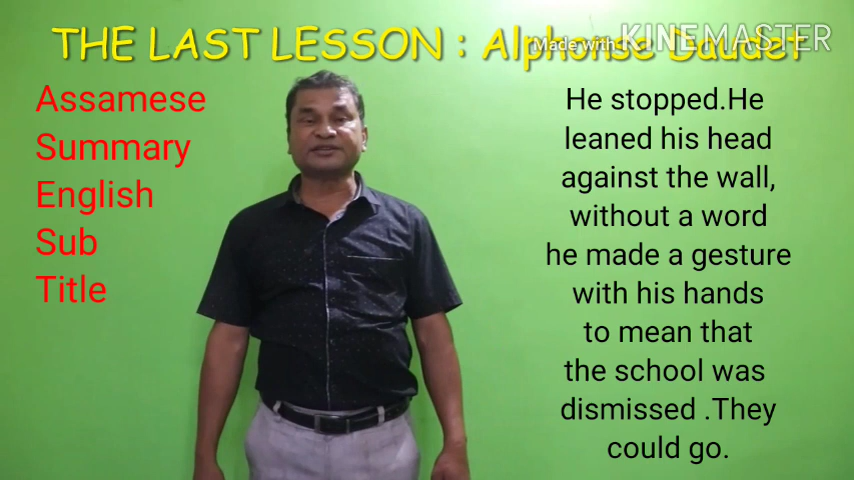 THE LAST LESSON : Alphonse Daudet
Made with KINEMASTER
Assamese
Summary
English
Sub
Title
He stopped.He
leaned his head
against the wall,
without a word
he made a gesture
with his hands
to mean that
the school was
dismissed .They
could go.